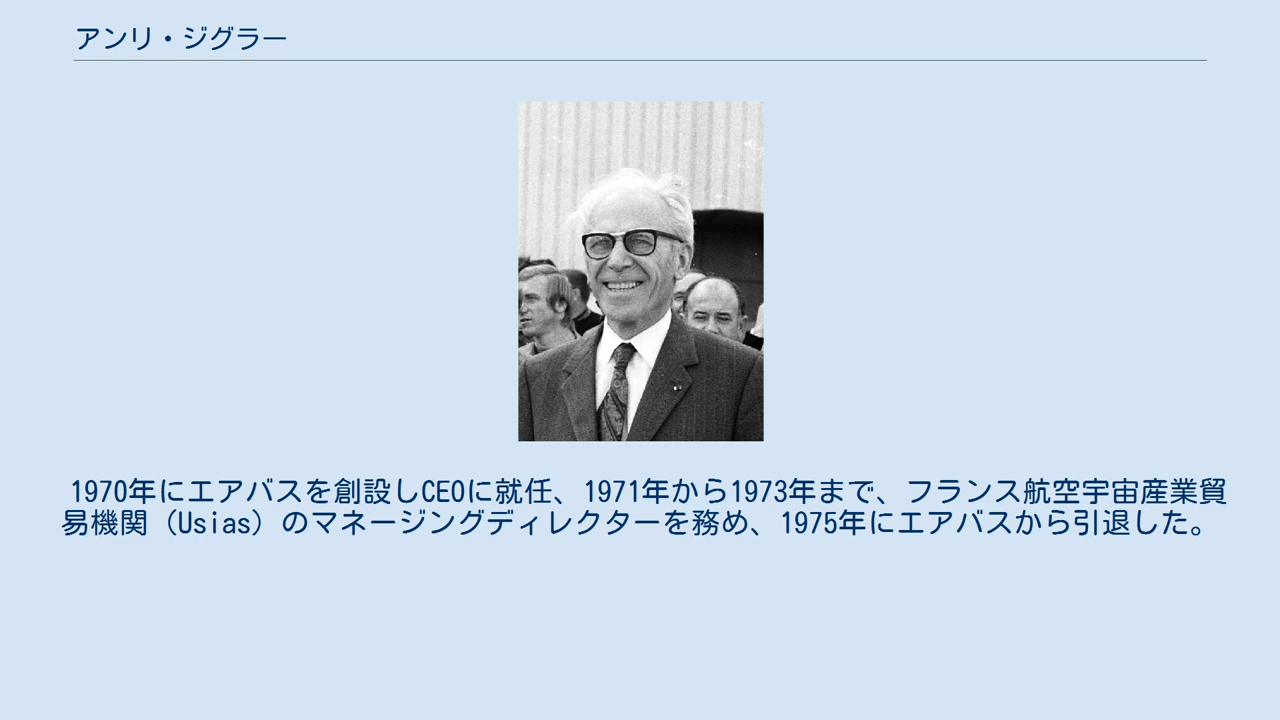 アンリ・ジグラー
1970年にエアバスを創設しCEOに就任、1971年から1973年まで、フランス航空宇宙産業貿
易機関（Usias）のマネージングディレクターを務め、1975年にエアバスから引退した。